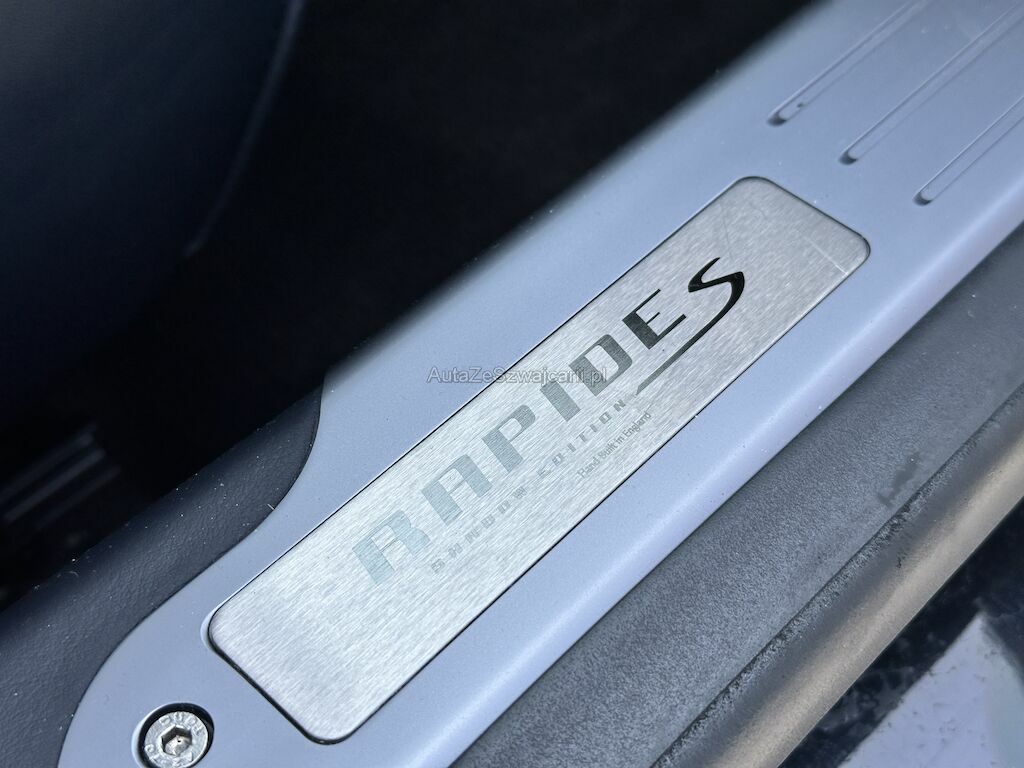 RAPIDE S
SHADOW EDITION
Hand Built in England
AutaZeSzwajcarii.pl